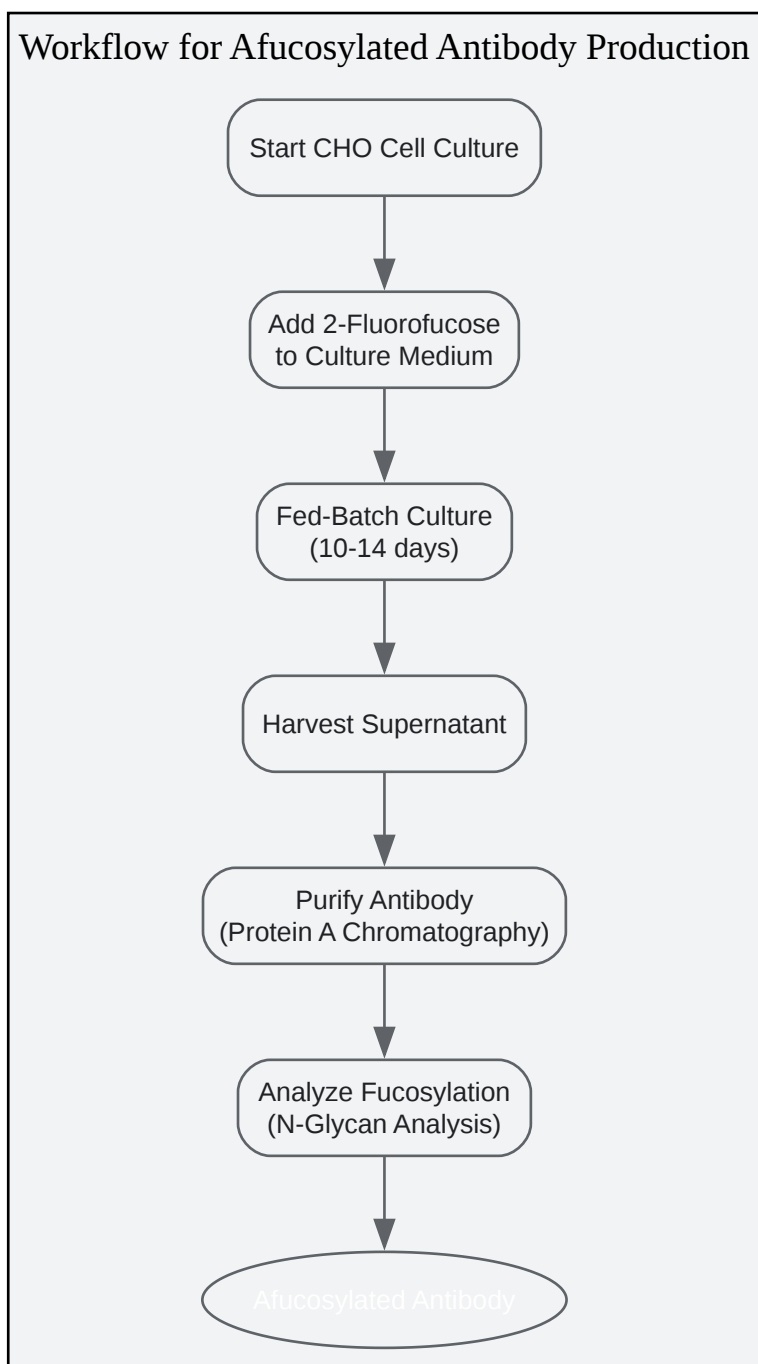 Workflow for Afucosylated Antibody Production
Start CHO Cell Culture
Add 2-Fluorofucose
to Culture Medium
Fed-Batch Culture
(10-14 days)
Harvest Supernatant
Purify Antibody
(Protein A Chromatography)
Analyze Fucosylation
(N-Glycan Analysis)
Afucosylated Antibody